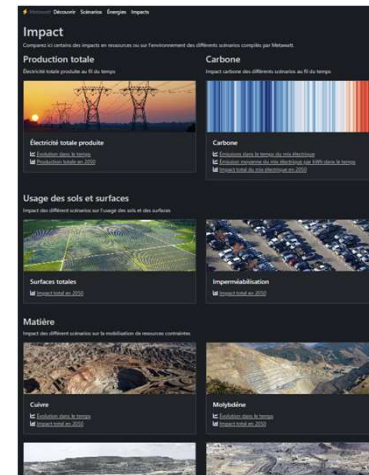 Metawatt Découvrir Scénarios Énergies Impacts
Impact
Comparez ici certains des impacts en ressources ou sur l'environnement des différents scénarios compilés par Metawatt.
Production totale
Électricité totale produite au fil du temps
Carbone
Impact carbone des différents scénarios au fil du temps
Électricité totale produite
Évolution dans le temps
Production totale en 2050
Carbone
Émissions dans le temps du mix électrique
Émission moyenne du mix électrique par kWh dans le temps
Impact total du mix électrique en 2050
Usage des sols et surfaces
Impact des différents scénarios sur l'usage des sols et des surfaces
Surfaces totales
Impact total en 2050
Imperméabilisation
Impact total en 2050
Matière
Impact des différent scénarios sur la mobilisation de resources contraintes
Cuivre
Évolution dans le temps
Impact total en 2050
Molybdène
Évolution dans le temps
Impact total en 2050